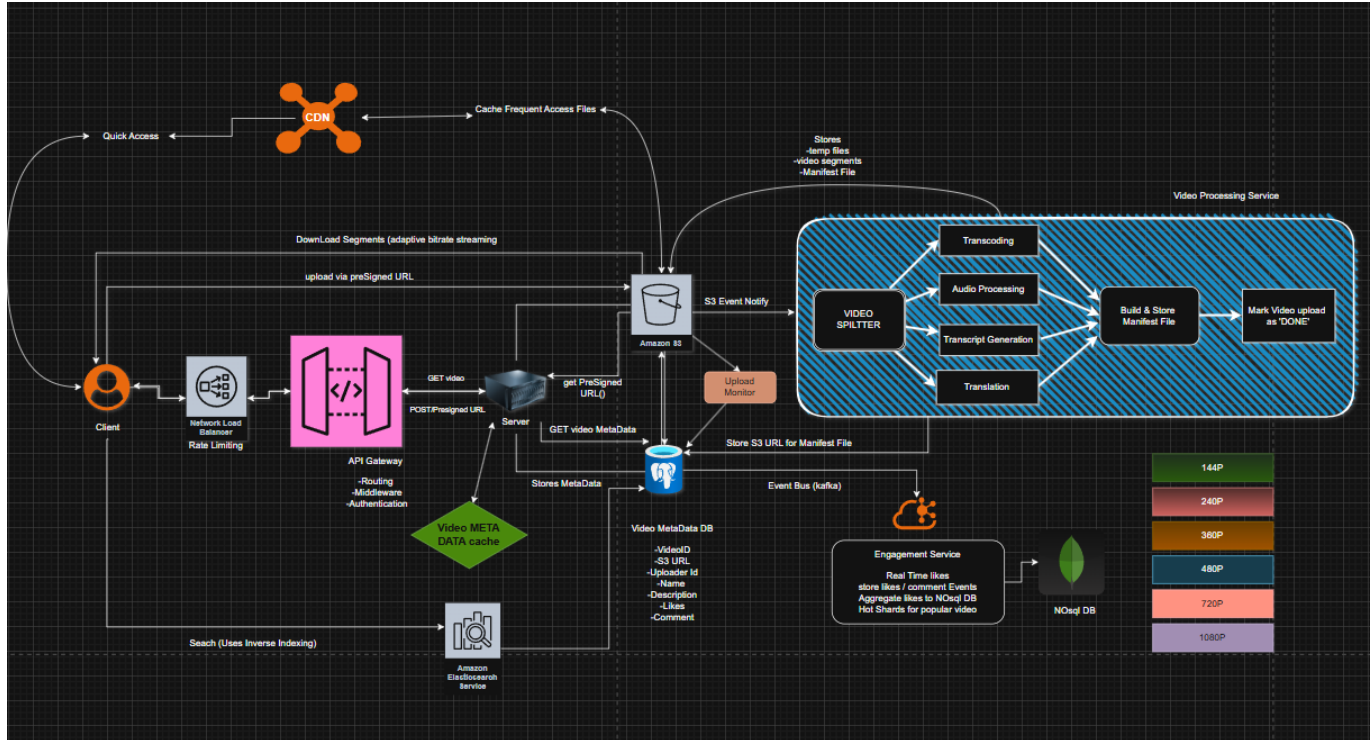 CDN
Cache Frequent Access Files
Quick Access
Stores
-temp files
-video segments
-Manifest File
Video Processing Service
DownLoad Segments (adaptive bitrate streaming
upload via preSigned URL
S3 Event Notify
Amazon S3
VIDEO
SPILTTER
Transcoding
Audio Processing
Transcript Generation
Translation
Build & Store
Manifest File
Mark Video upload
as 'DONE'
Client
Network Load
Balancer
Rate Limiting
API Gateway
-Routing
-Middleware
-Authentication
GET video
POST/Presigned URL
Server
get PreSigned
URL()
Upload
Monitor
GET video MetaData
Store S3 URL for Manifest File
Stores MetaData
Event Bus (kafka)
Video META
DATA cache
Video MetaData DB
-VideoID
-S3 URL
-Uploader Id
-Name
-Description
-Likes
-Comment
Engagement Service
Real Time likes
store likes / comment Events
Aggregate likes to NOsql DB
Hot Shards for popular video
NOsql DB
144P
240P
360P
480P
720P
1080P
Seach (Uses Inverse Indexing)
Amazon
Elasticsearch
Service